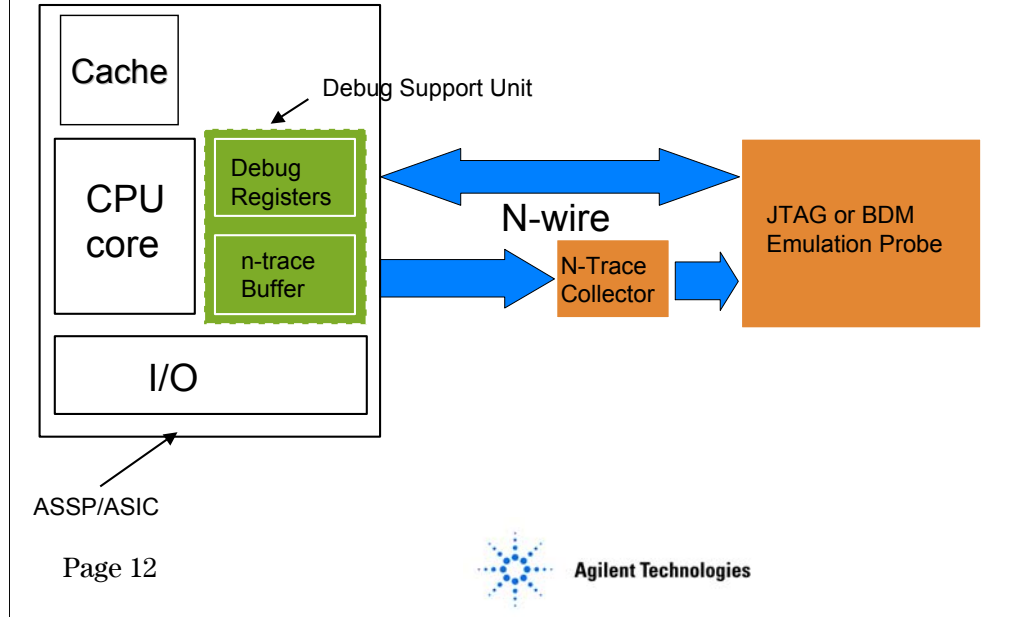 Cache
Debug Support Unit
CPU
core
Debug
Registers
n-trace
Buffer
N-wire
N-Trace
Collector
JTAG or BDM
Emulation Probe
I/O
ASSP/ASIC
Page 12
Agilent Technologies